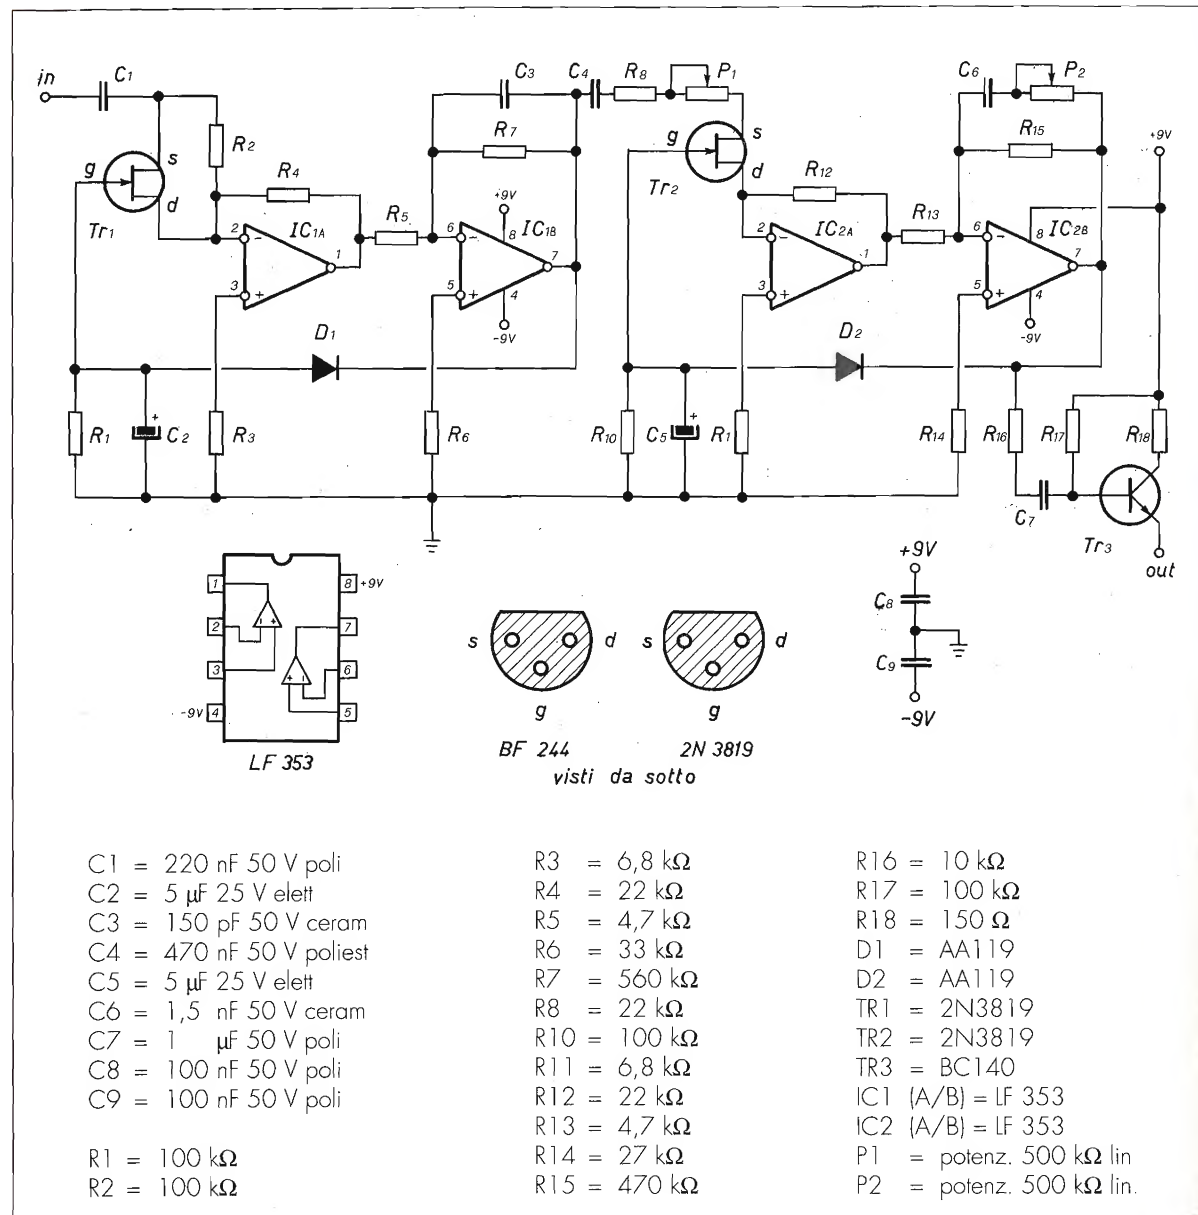 in C1 C3 C4 R8 P1 C6 P2
R2 R7 R15 +9V
g s d Tr1 R4 g s d Tr2 R12
R5 +9V R13
2 − IC1A 1 6 − 8 IC1B 7 2 − IC2A 1 6 − 8 IC2B 7
3 + 5 + 4 3 + 5 + 4
-9V -9V
D1 D2
R1 + C2 R3 R6 R10 C5 + R1 R14 R16 R17 R18
C7 Tr3
out
1 8 +9V
2 7
3 6
-9V 4 5
LF 353
s d g
BF 244
s d g
2N 3819
visti da sotto
+9V
C8
C9
-9V
C1 = 220 nF 50 V poli
C2 = 5 µF 25 V elett
C3 = 150 pF 50 V ceram
C4 = 470 nF 50 V poliest
C5 = 5 µF 25 V elett
C6 = 1,5 nF 50 V ceram
C7 = 1 µF 50 V poli
C8 = 100 nF 50 V poli
C9 = 100 nF 50 V poli
R1 = 100 kΩ
R2 = 100 kΩ
R3 = 6,8 kΩ
R4 = 22 kΩ
R5 = 4,7 kΩ
R6 = 33 kΩ
R7 = 560 kΩ
R8 = 22 kΩ
R10 = 100 kΩ
R11 = 6,8 kΩ
R12 = 22 kΩ
R13 = 4,7 kΩ
R14 = 27 kΩ
R15 = 470 kΩ
R16 = 10 kΩ
R17 = 100 kΩ
R18 = 150 Ω
D1 = AA119
D2 = AA119
TR1 = 2N3819
TR2 = 2N3819
TR3 = BC140
IC1 (A/B) = LF 353
IC2 (A/B) = LF 353
P1 = potenz. 500 kΩ lin
P2 = potenz. 500 kΩ lin.